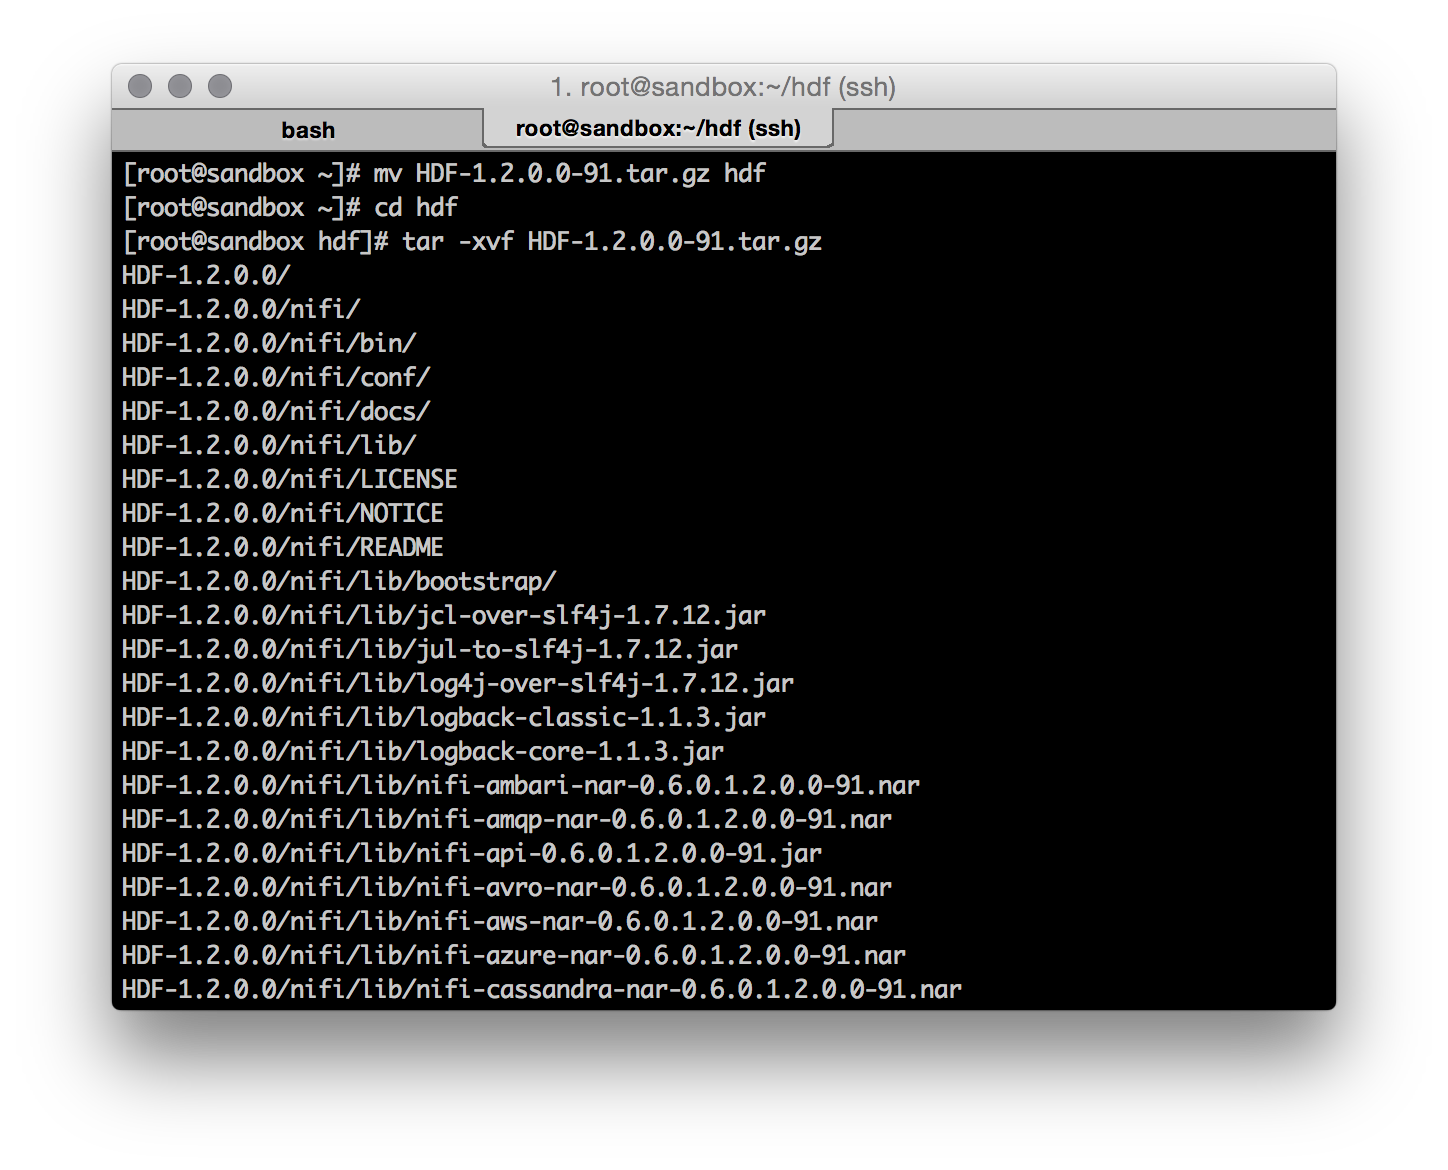 1. root@sandbox:~/hdf (ssh)
bash
root@sandbox:~/hdf (ssh)
[root@sandbox ~]# mv HDF-1.2.0.0-91.tar.gz hdf
[root@sandbox ~]# cd hdf
[root@sandbox hdf]# tar -xvf HDF-1.2.0.0-91.tar.gz
HDF-1.2.0.0/
HDF-1.2.0.0/nifi/
HDF-1.2.0.0/nifi/bin/
HDF-1.2.0.0/nifi/conf/
HDF-1.2.0.0/nifi/docs/
HDF-1.2.0.0/nifi/lib/
HDF-1.2.0.0/nifi/LICENSE
HDF-1.2.0.0/nifi/NOTICE
HDF-1.2.0.0/nifi/README
HDF-1.2.0.0/nifi/lib/bootstrap/
HDF-1.2.0.0/nifi/lib/jcl-over-slf4j-1.7.12.jar
HDF-1.2.0.0/nifi/lib/jul-to-slf4j-1.7.12.jar
HDF-1.2.0.0/nifi/lib/log4j-over-slf4j-1.7.12.jar
HDF-1.2.0.0/nifi/lib/logback-classic-1.1.3.jar
HDF-1.2.0.0/nifi/lib/logback-core-1.1.3.jar
HDF-1.2.0.0/nifi/lib/nifi-ambari-nar-0.6.0.1.2.0.0-91.nar
HDF-1.2.0.0/nifi/lib/nifi-amqp-nar-0.6.0.1.2.0.0-91.nar
HDF-1.2.0.0/nifi/lib/nifi-api-0.6.0.1.2.0.0-91.jar
HDF-1.2.0.0/nifi/lib/nifi-avro-nar-0.6.0.1.2.0.0-91.nar
HDF-1.2.0.0/nifi/lib/nifi-aws-nar-0.6.0.1.2.0.0-91.nar
HDF-1.2.0.0/nifi/lib/nifi-azure-nar-0.6.0.1.2.0.0-91.nar
HDF-1.2.0.0/nifi/lib/nifi-cassandra-nar-0.6.0.1.2.0.0-91.nar